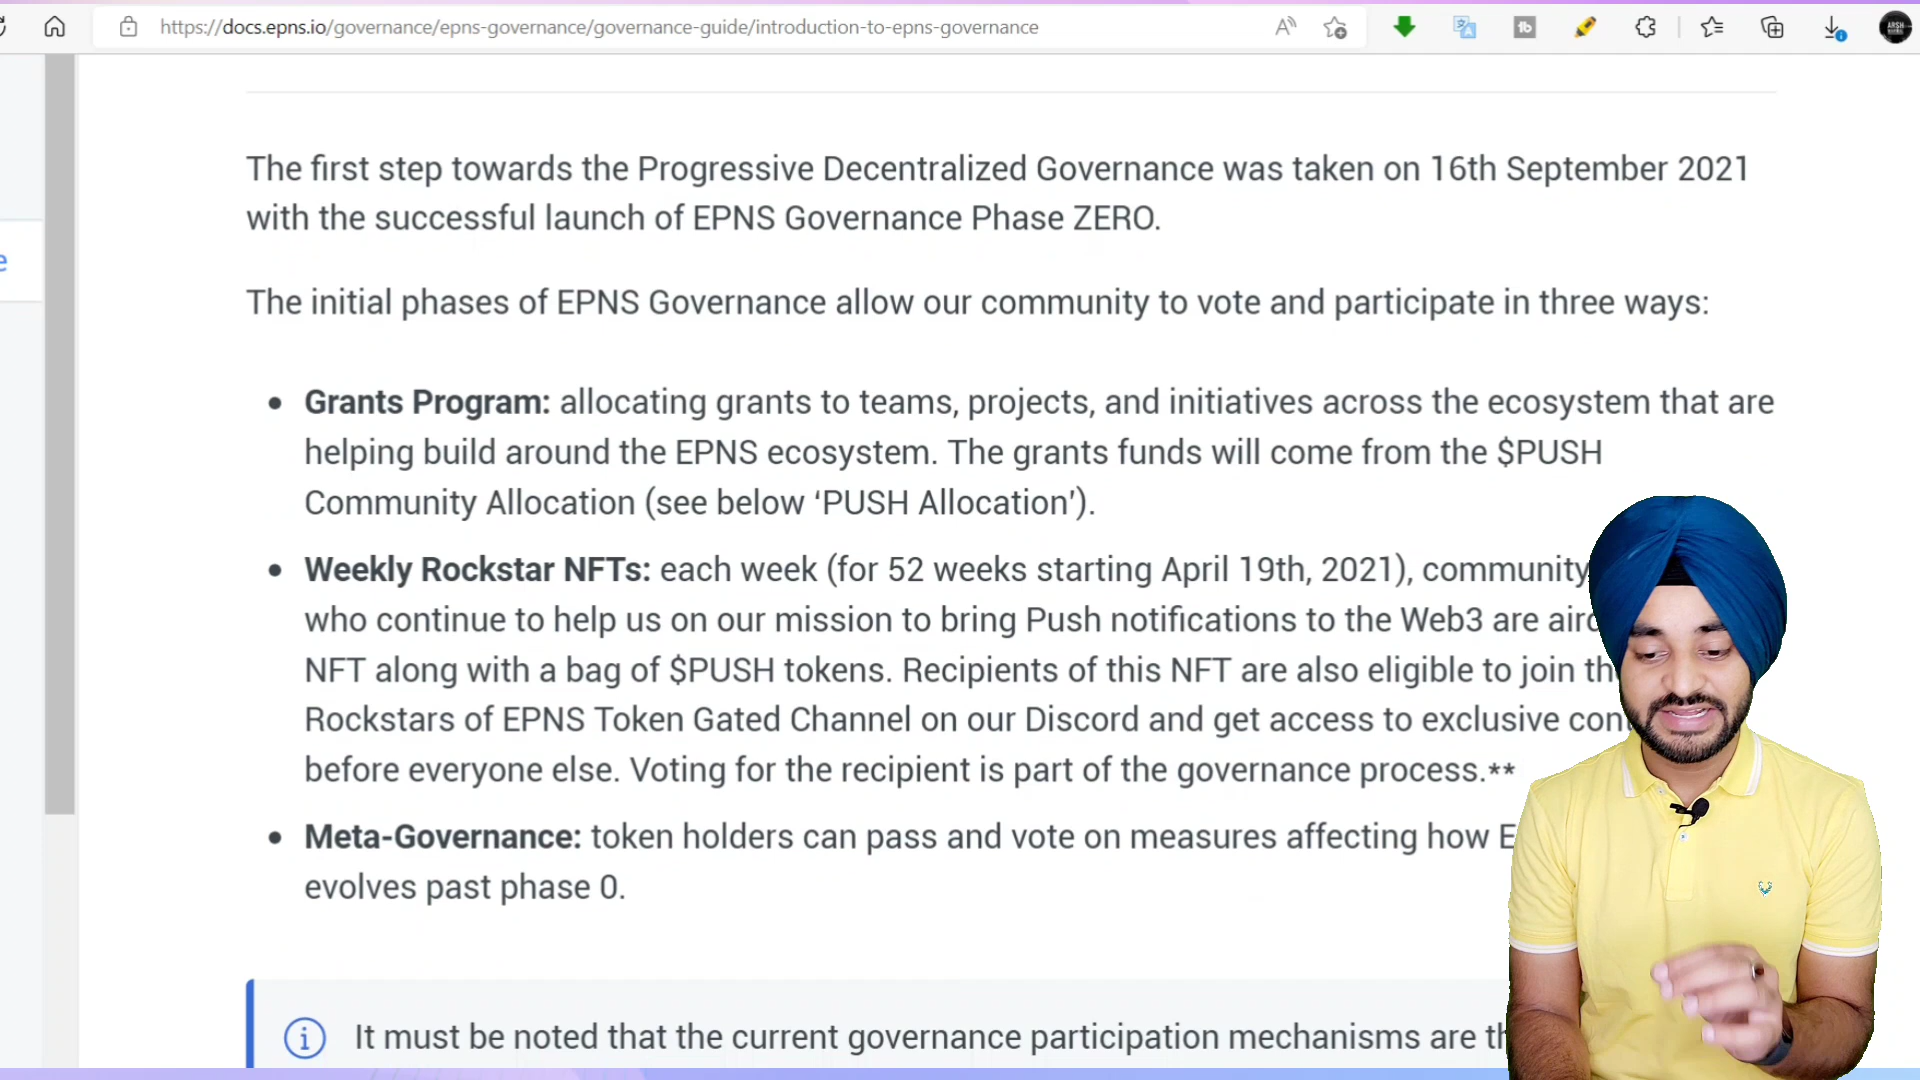 https://docs.epns.io/governance/epns-governance/governance-guide/introduction-to-epns-governance
The first step towards the Progressive Decentralized Governance was taken on 16th September 2021
with the successful launch of EPNS Governance Phase ZERO.
The initial phases of EPNS Governance allow our community to vote and participate in three ways:
• Grants Program: allocating grants to teams, projects, and initiatives across the ecosystem that are
helping build around the EPNS ecosystem. The grants funds will come from the $PUSH
Community Allocation (see below ‘PUSH Allocation’).
• Weekly Rockstar NFTs: each week (for 52 weeks starting April 19th, 2021), community
who continue to help us on our mission to bring Push notifications to the Web3 are
NFT along with a bag of $PUSH tokens. Recipients of this NFT are also eligible to join
Rockstars of EPNS Token Gated Channel on our Discord and get access to exclusive
before everyone else. Voting for the recipient is part of the governance process.**
• Meta-Governance: token holders can pass and vote on measures affecting how
evolves past phase 0.
It must be noted that the current governance participation mechanisms are